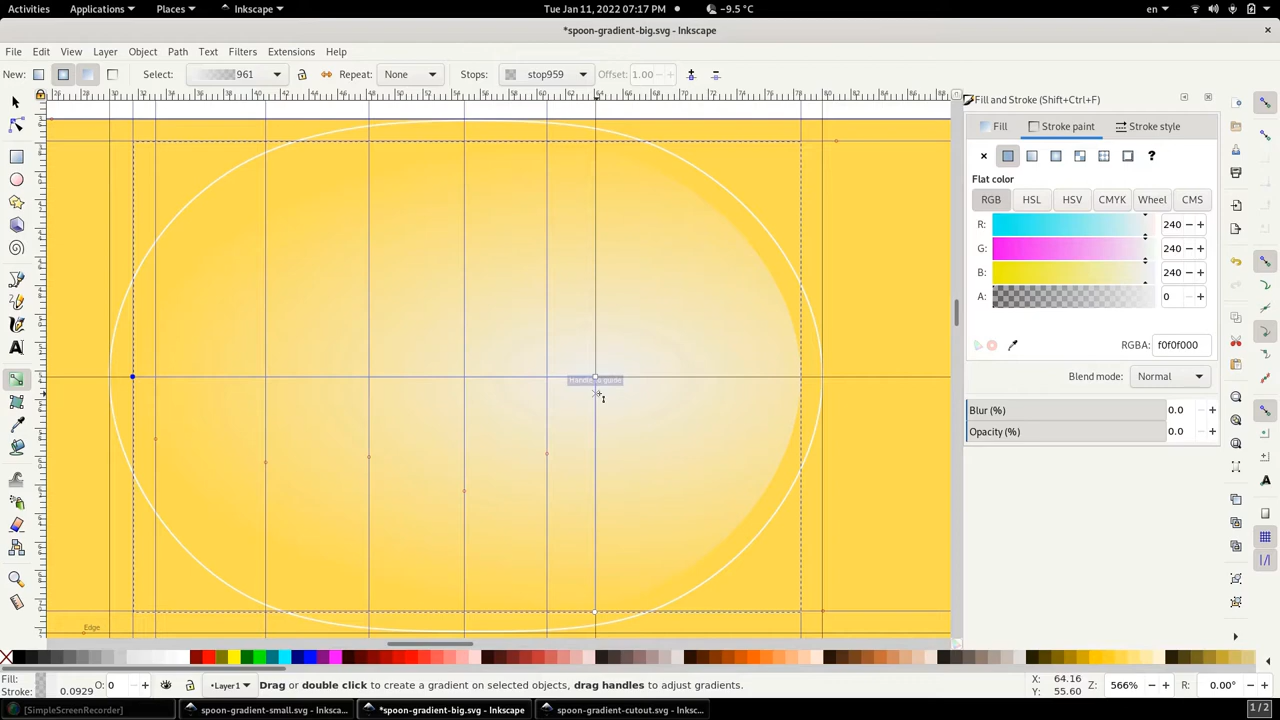 Activities Applications Places Inkscape Tue Jan 11, 2022 07:17 PM -9.5 °C en
*spoon-gradient-big.svg - Inkscape
File Edit View Layer Object Path Text Filters Extensions Help
New: Select: 961 Repeat: None Stops: stop959 Offset: 1.00
Fill and Stroke (Shift+Ctrl+F)
Fill Stroke paint Stroke style
Flat color
RGB HSL HSV CMYK Wheel CMS
R: 240
G: 240
B: 240
A: 0
RGBA: f0f0f000
Blend mode: Normal
Blur (%) 0.0
Opacity (%) 0.0
Handle to guide
Edge
Fill:
Stroke: 0.0929 O: 0 Layer 1 Drag or double click to create a gradient on selected objects, drag handles to adjust gradients. X: 64.16 Y: 55.60 Z: 566% R: 0.00°
[SimpleScreenRecorder] spoon-gradient-small.svg - Inksca... *spoon-gradient-big.svg - Inkscape spoon-gradient-cutout.svg - Inksc... 1 / 2